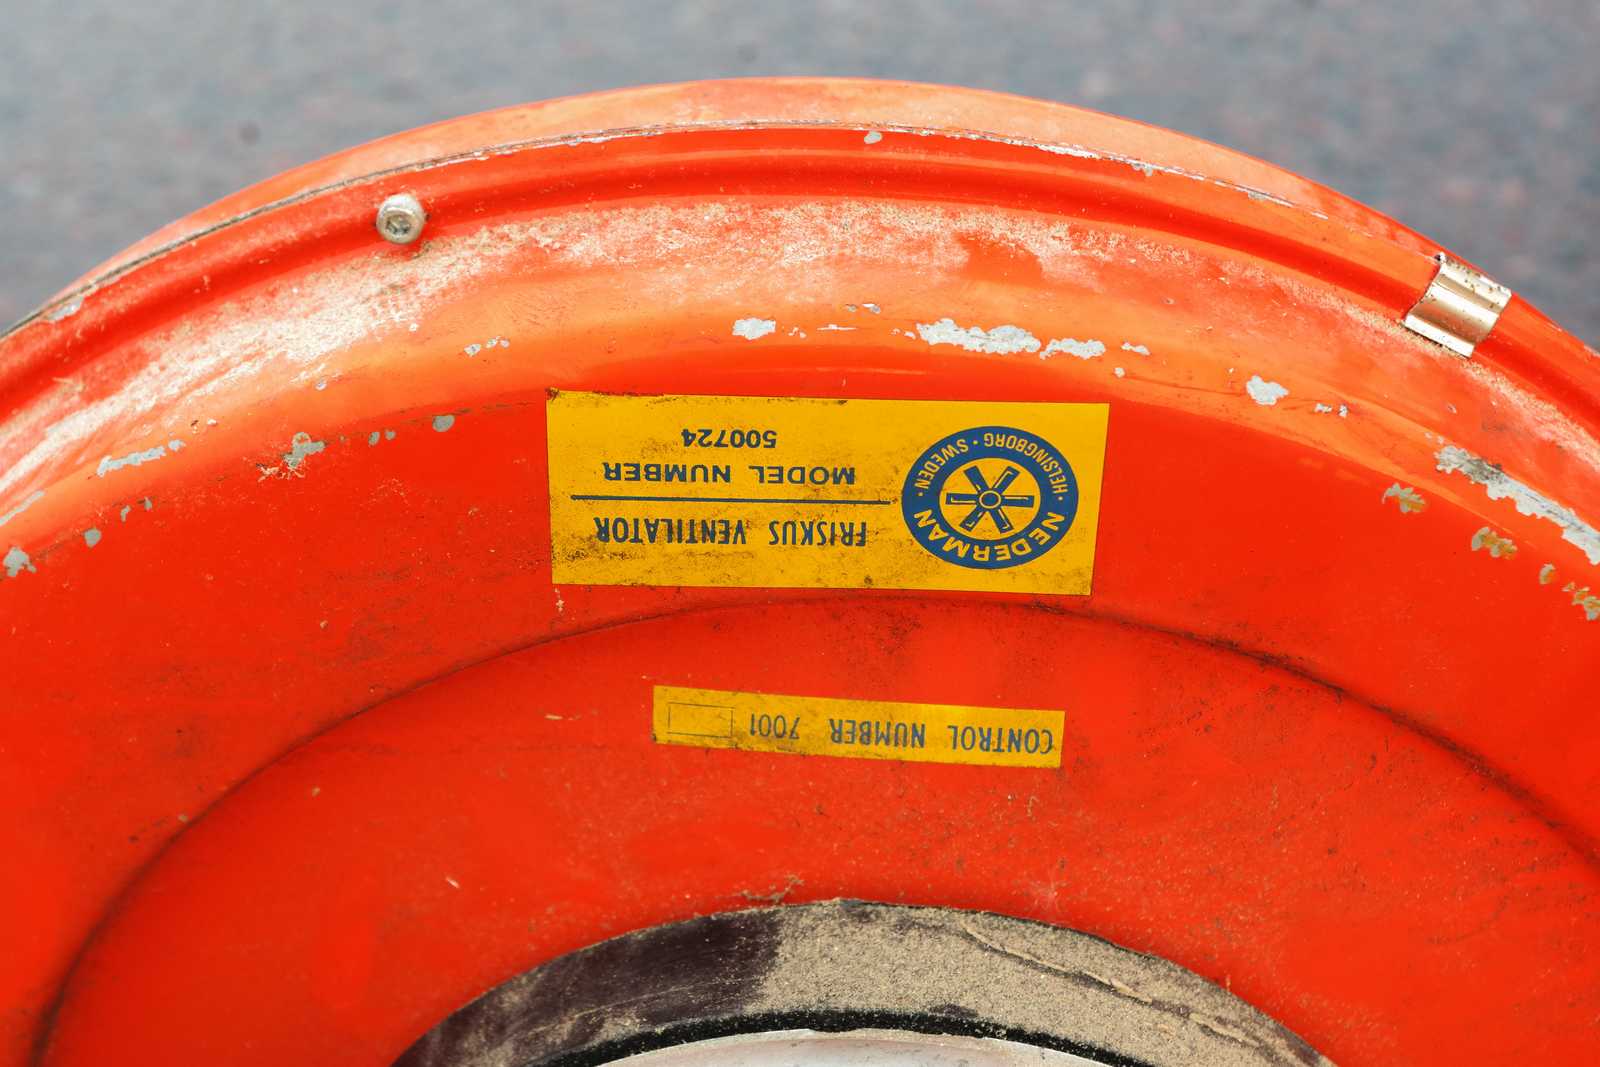 NEDERMAN
· HELSINGBORG · SWEDEN ·
FRISKUS VENTILATOR
MODEL NUMBER
500724
CONTROL NUMBER 7001